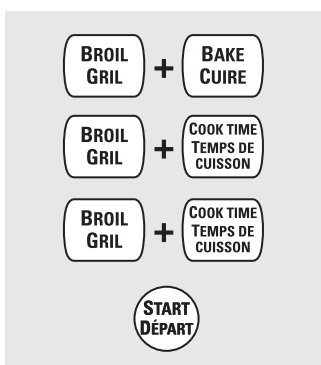 BROIL
GRIL
+
BAKE
CUIRE
BROIL
GRIL
+
COOK TIME
TEMPS DE
CUISSON
BROIL
GRIL
+
COOK TIME
TEMPS DE
CUISSON
START
DÉPART